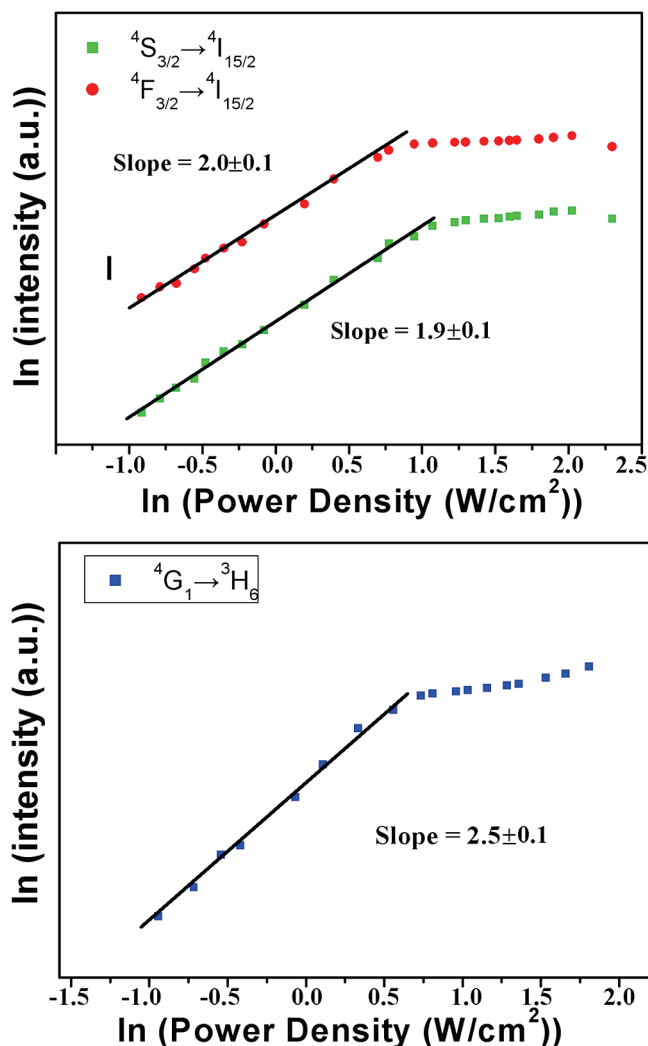 ⁴S₃/₂→⁴I₁₅/₂
⁴F₃/₂→⁴I₁₅/₂
Slope = 2.0±0.1
I
Slope = 1.9±0.1
ln (intensity (a.u.))
-1.0 -0.5 0.0 0.5 1.0 1.5 2.0 2.5
ln (Power Density (W/cm²))
⁴G₁→³H₆
Slope = 2.5±0.1
ln (intensity (a.u.))
-1.5 -1.0 -0.5 0.0 0.5 1.0 1.5 2.0
ln (Power Density (W/cm²))